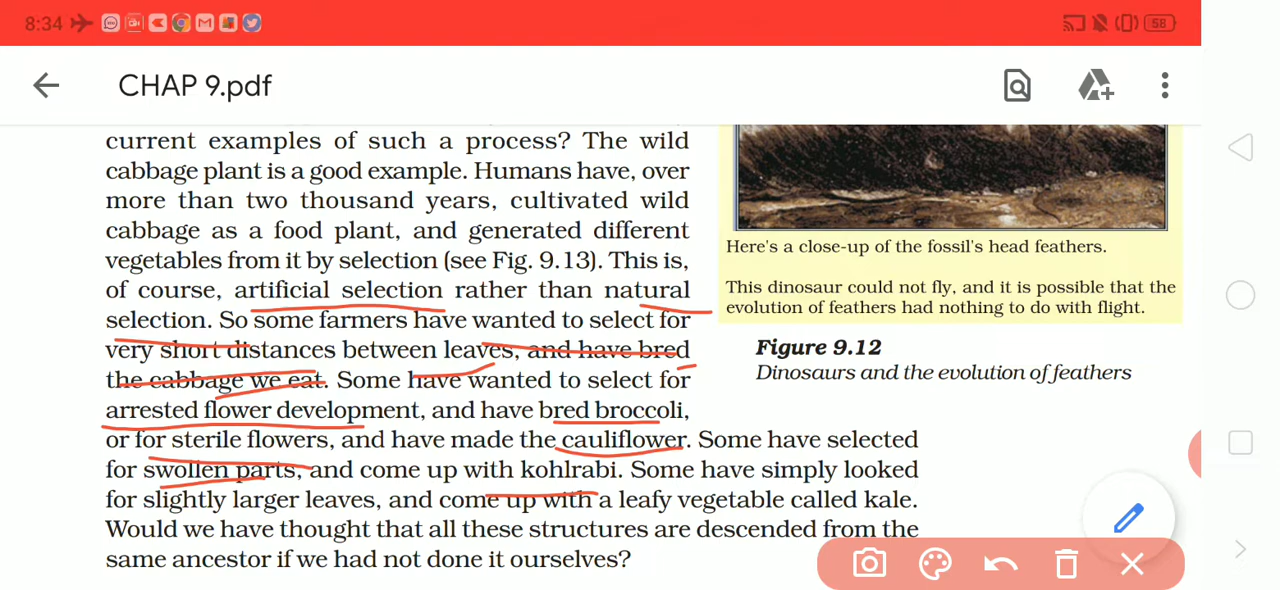 8:34
58
CHAP 9.pdf
current examples of such a process? The wild
cabbage plant is a good example. Humans have, over
more than two thousand years, cultivated wild
cabbage as a food plant, and generated different
vegetables from it by selection (see Fig. 9.13). This is,
of course, artificial selection rather than natural
selection. So some farmers have wanted to select for
very short distances between leaves, and have bred
the cabbage we eat. Some have wanted to select for
arrested flower development, and have bred broccoli,
or for sterile flowers, and have made the cauliflower. Some have selected
for swollen parts, and come up with kohlrabi. Some have simply looked
for slightly larger leaves, and come up with a leafy vegetable called kale.
Would we have thought that all these structures are descended from the
same ancestor if we had not done it ourselves?
Here's a close-up of the fossil's head feathers.
This dinosaur could not fly, and it is possible that the
evolution of feathers had nothing to do with flight.
Figure 9.12
Dinosaurs and the evolution of feathers